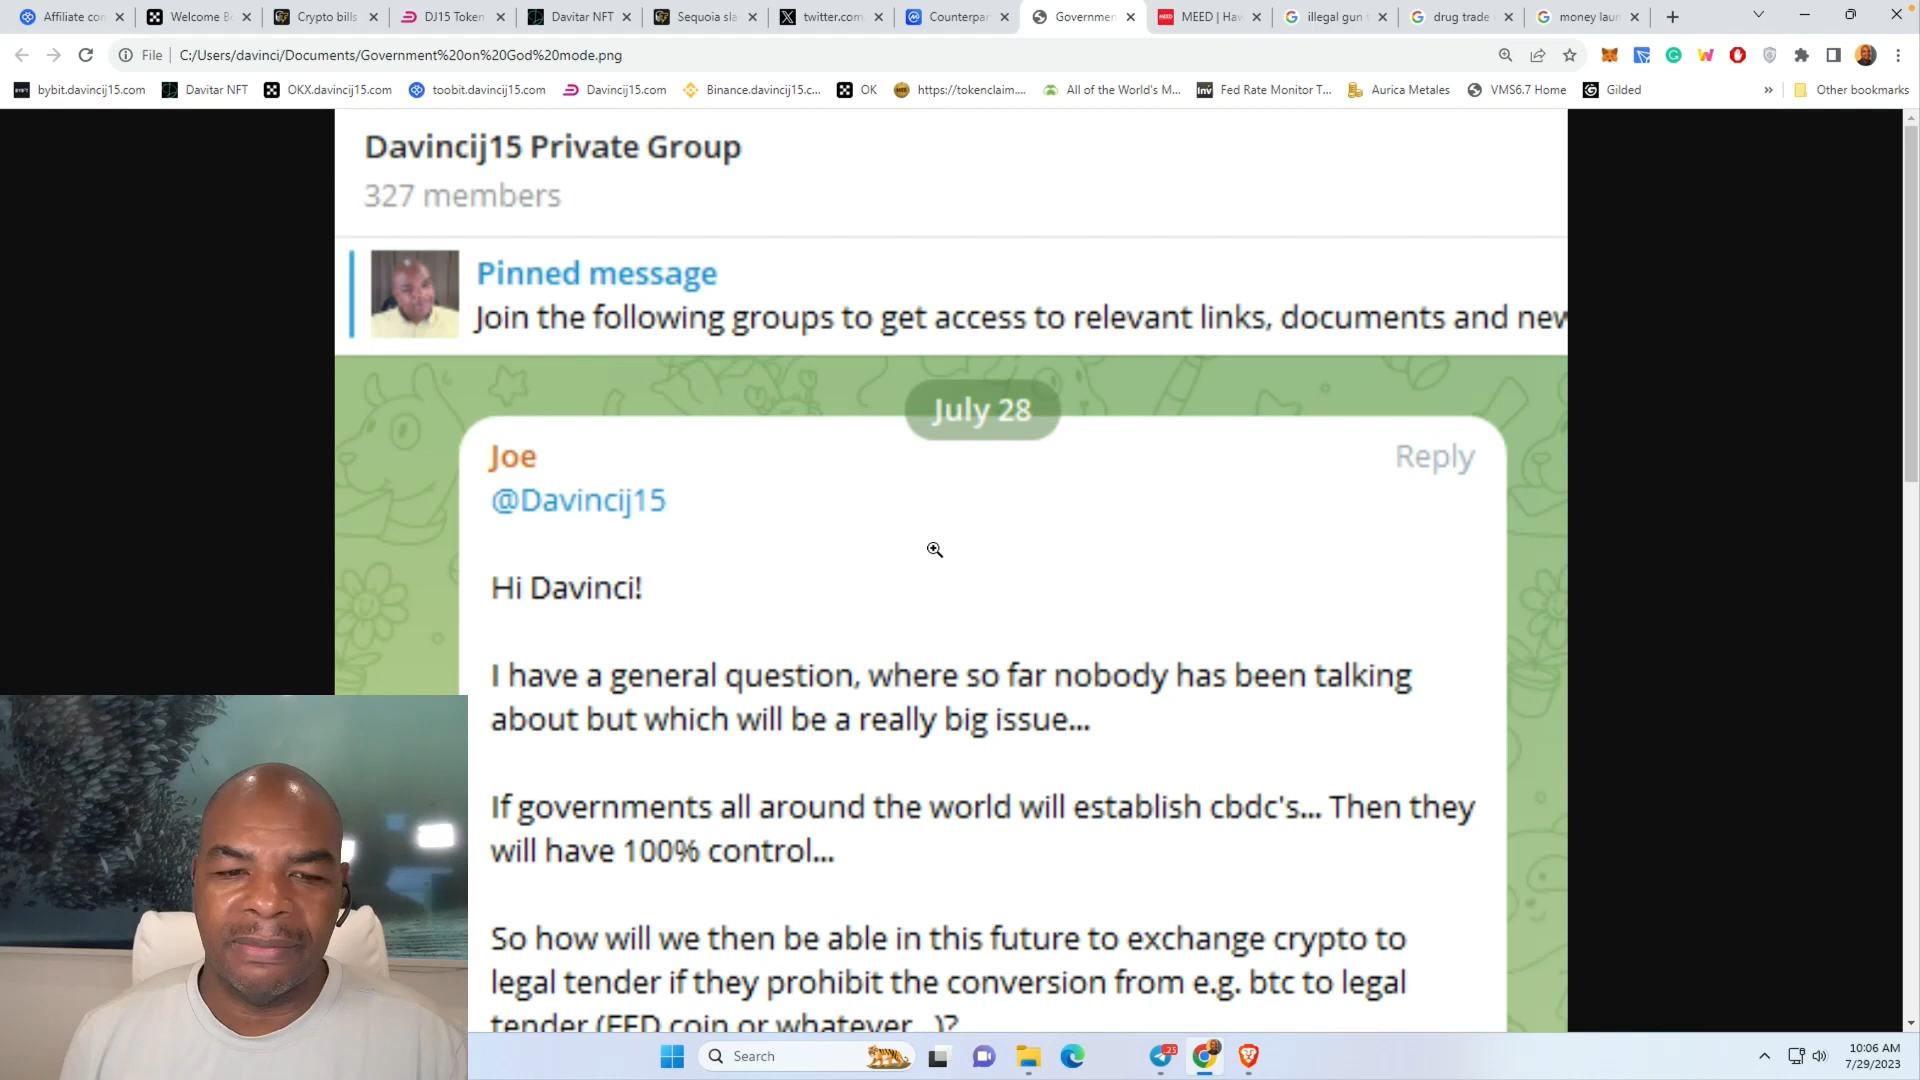 Affiliate con
Welcome B
Crypto bills
DJ15 Token
Davitar NFT
Sequoia sla
twitter.com
Counterpar
Governmen
MEED | Hav
illegal gun
drug trade
money laun
File
C:/Users/davinci/Documents/Government%20on%20God%20mode.png
bybit.davincij15.com
Davitar NFT
OKX.davincij15.com
toobit.davincij15.com
Davincij15.com
Binance.davincij15.c...
OK
https://tokenclaim....
All of the World's M...
Fed Rate Monitor T...
Aurica Metales
VMS6.7 Home
Gilded
»
Other bookmarks
Davincij15 Private Group
327 members
Pinned message
Join the following groups to get access to relevant links, documents and new
July 28
Joe
Reply
@Davincij15
Hi Davinci!
I have a general question, where so far nobody has been talking
about but which will be a really big issue...
If governments all around the world will establish cbdc's... Then they
will have 100% control...
So how will we then be able in this future to exchange crypto to
legal tender if they prohibit the conversion from e.g. btc to legal
tender (FED coin or whatever...)?
Search
25
10:06 AM
7/29/2023